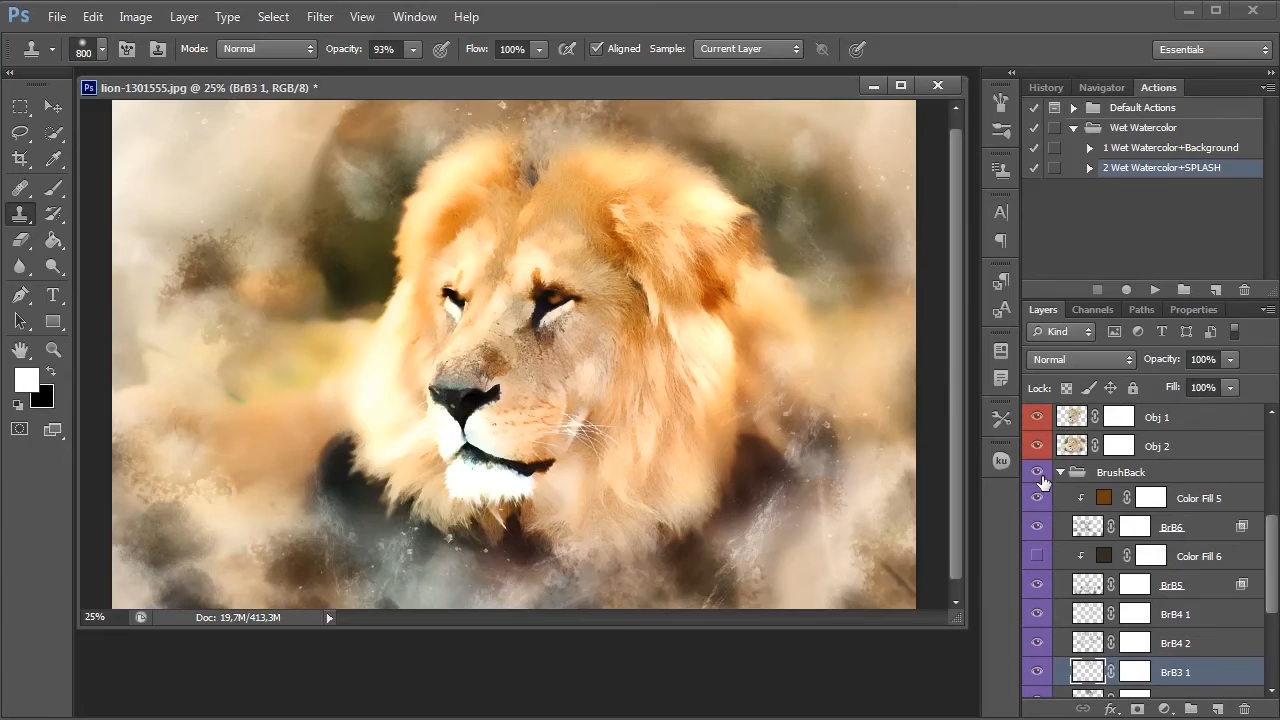 Ps File Edit Image Layer Type Select Filter View Window Help
800 Mode: Normal Opacity: 93% Flow: 100% Aligned Sample: Current Layer Essentials
Ps lion-1301555.jpg @ 25% (BrB3 1, RGB/8) *
History Navigator Actions
Default Actions
Wet Watercolor
1 Wet Watercolor+Background
2 Wet Watercolor+SPLASH
Layers Channels Paths Properties
Kind
Normal Opacity: 100%
Lock: Fill: 100%
Obj 1
Obj 2
BrushBack
Color Fill 5
BrB6
Color Fill 6
BrB5
BrB4 1
BrB4 2
BrB3 1
ku
25% Doc: 19,7M/413,3M